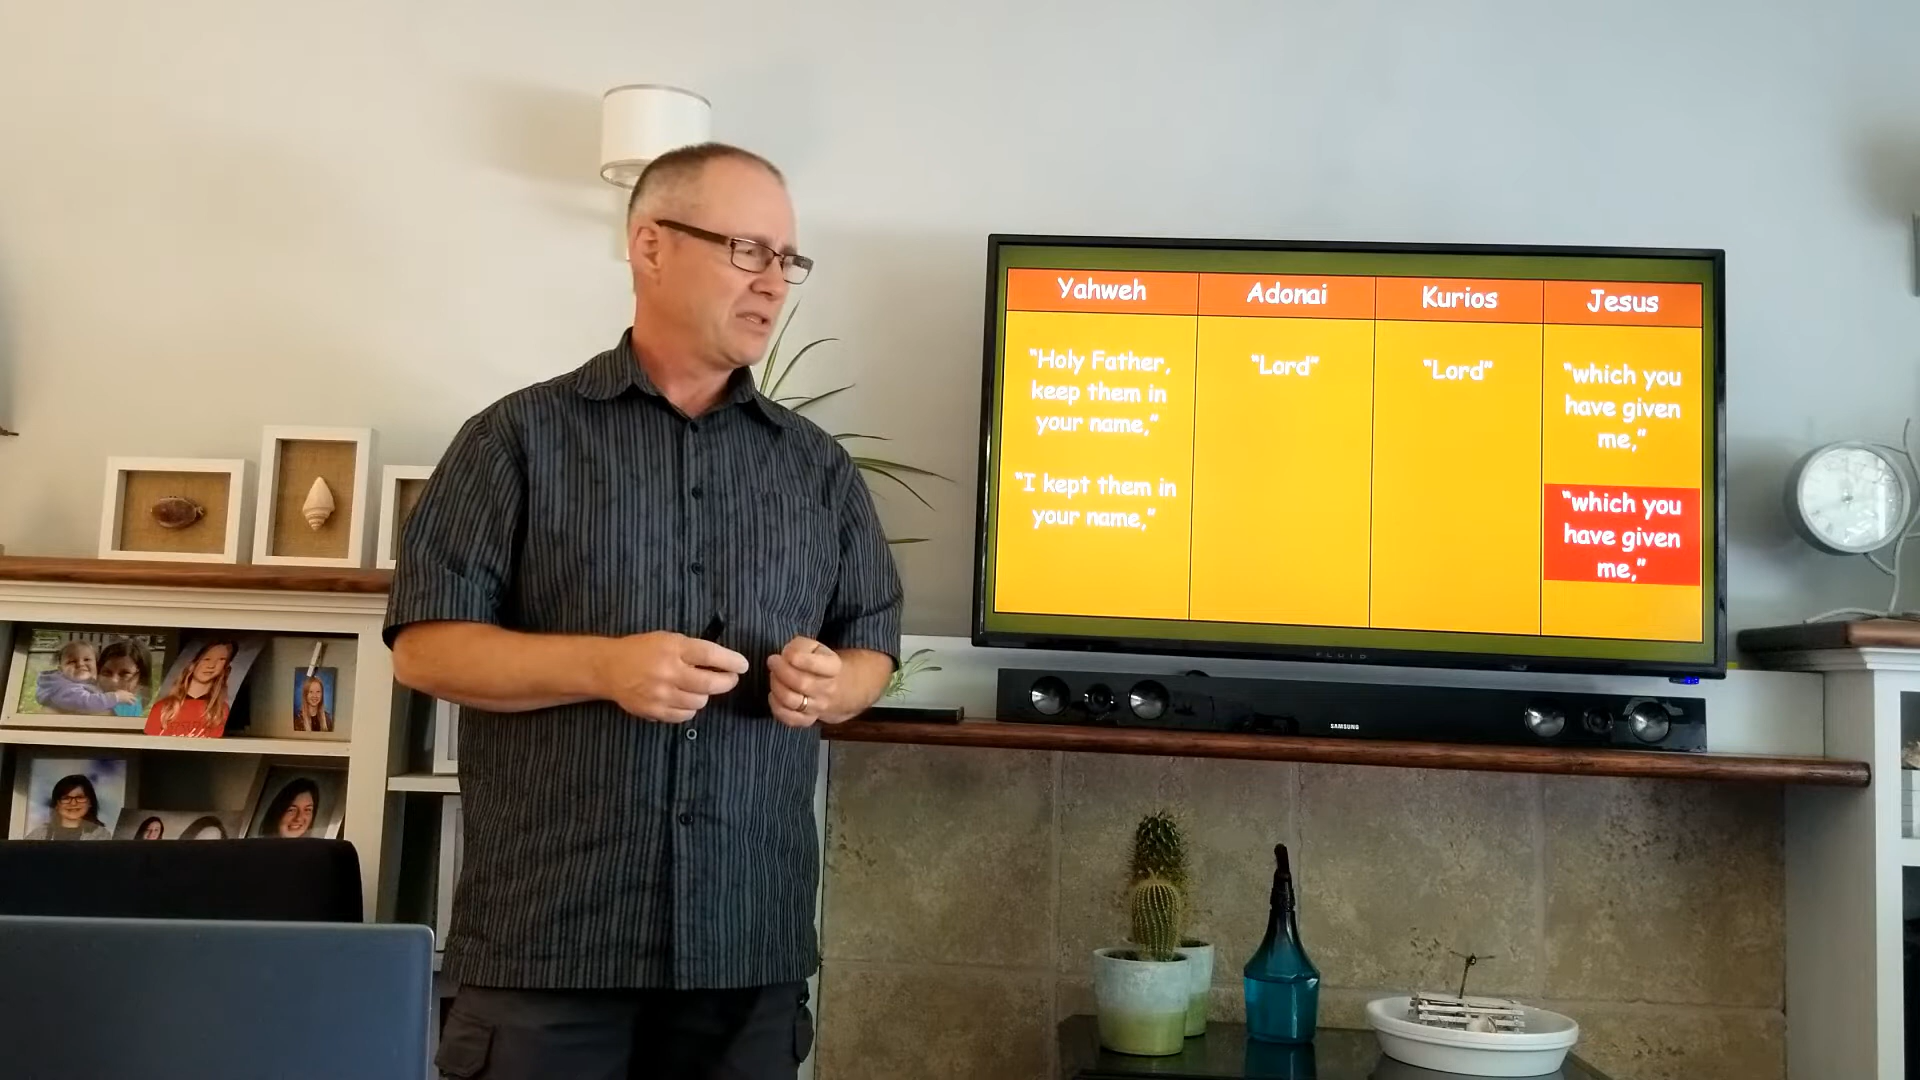 Yahweh
Adonai
Kurios
Jesus
“Holy Father,
keep them in
your name,”
“I kept them in
your name,”
“Lord”
“Lord”
“which you
have given
me,”
“which you
have given
me,”
FLUID
SAMSUNG